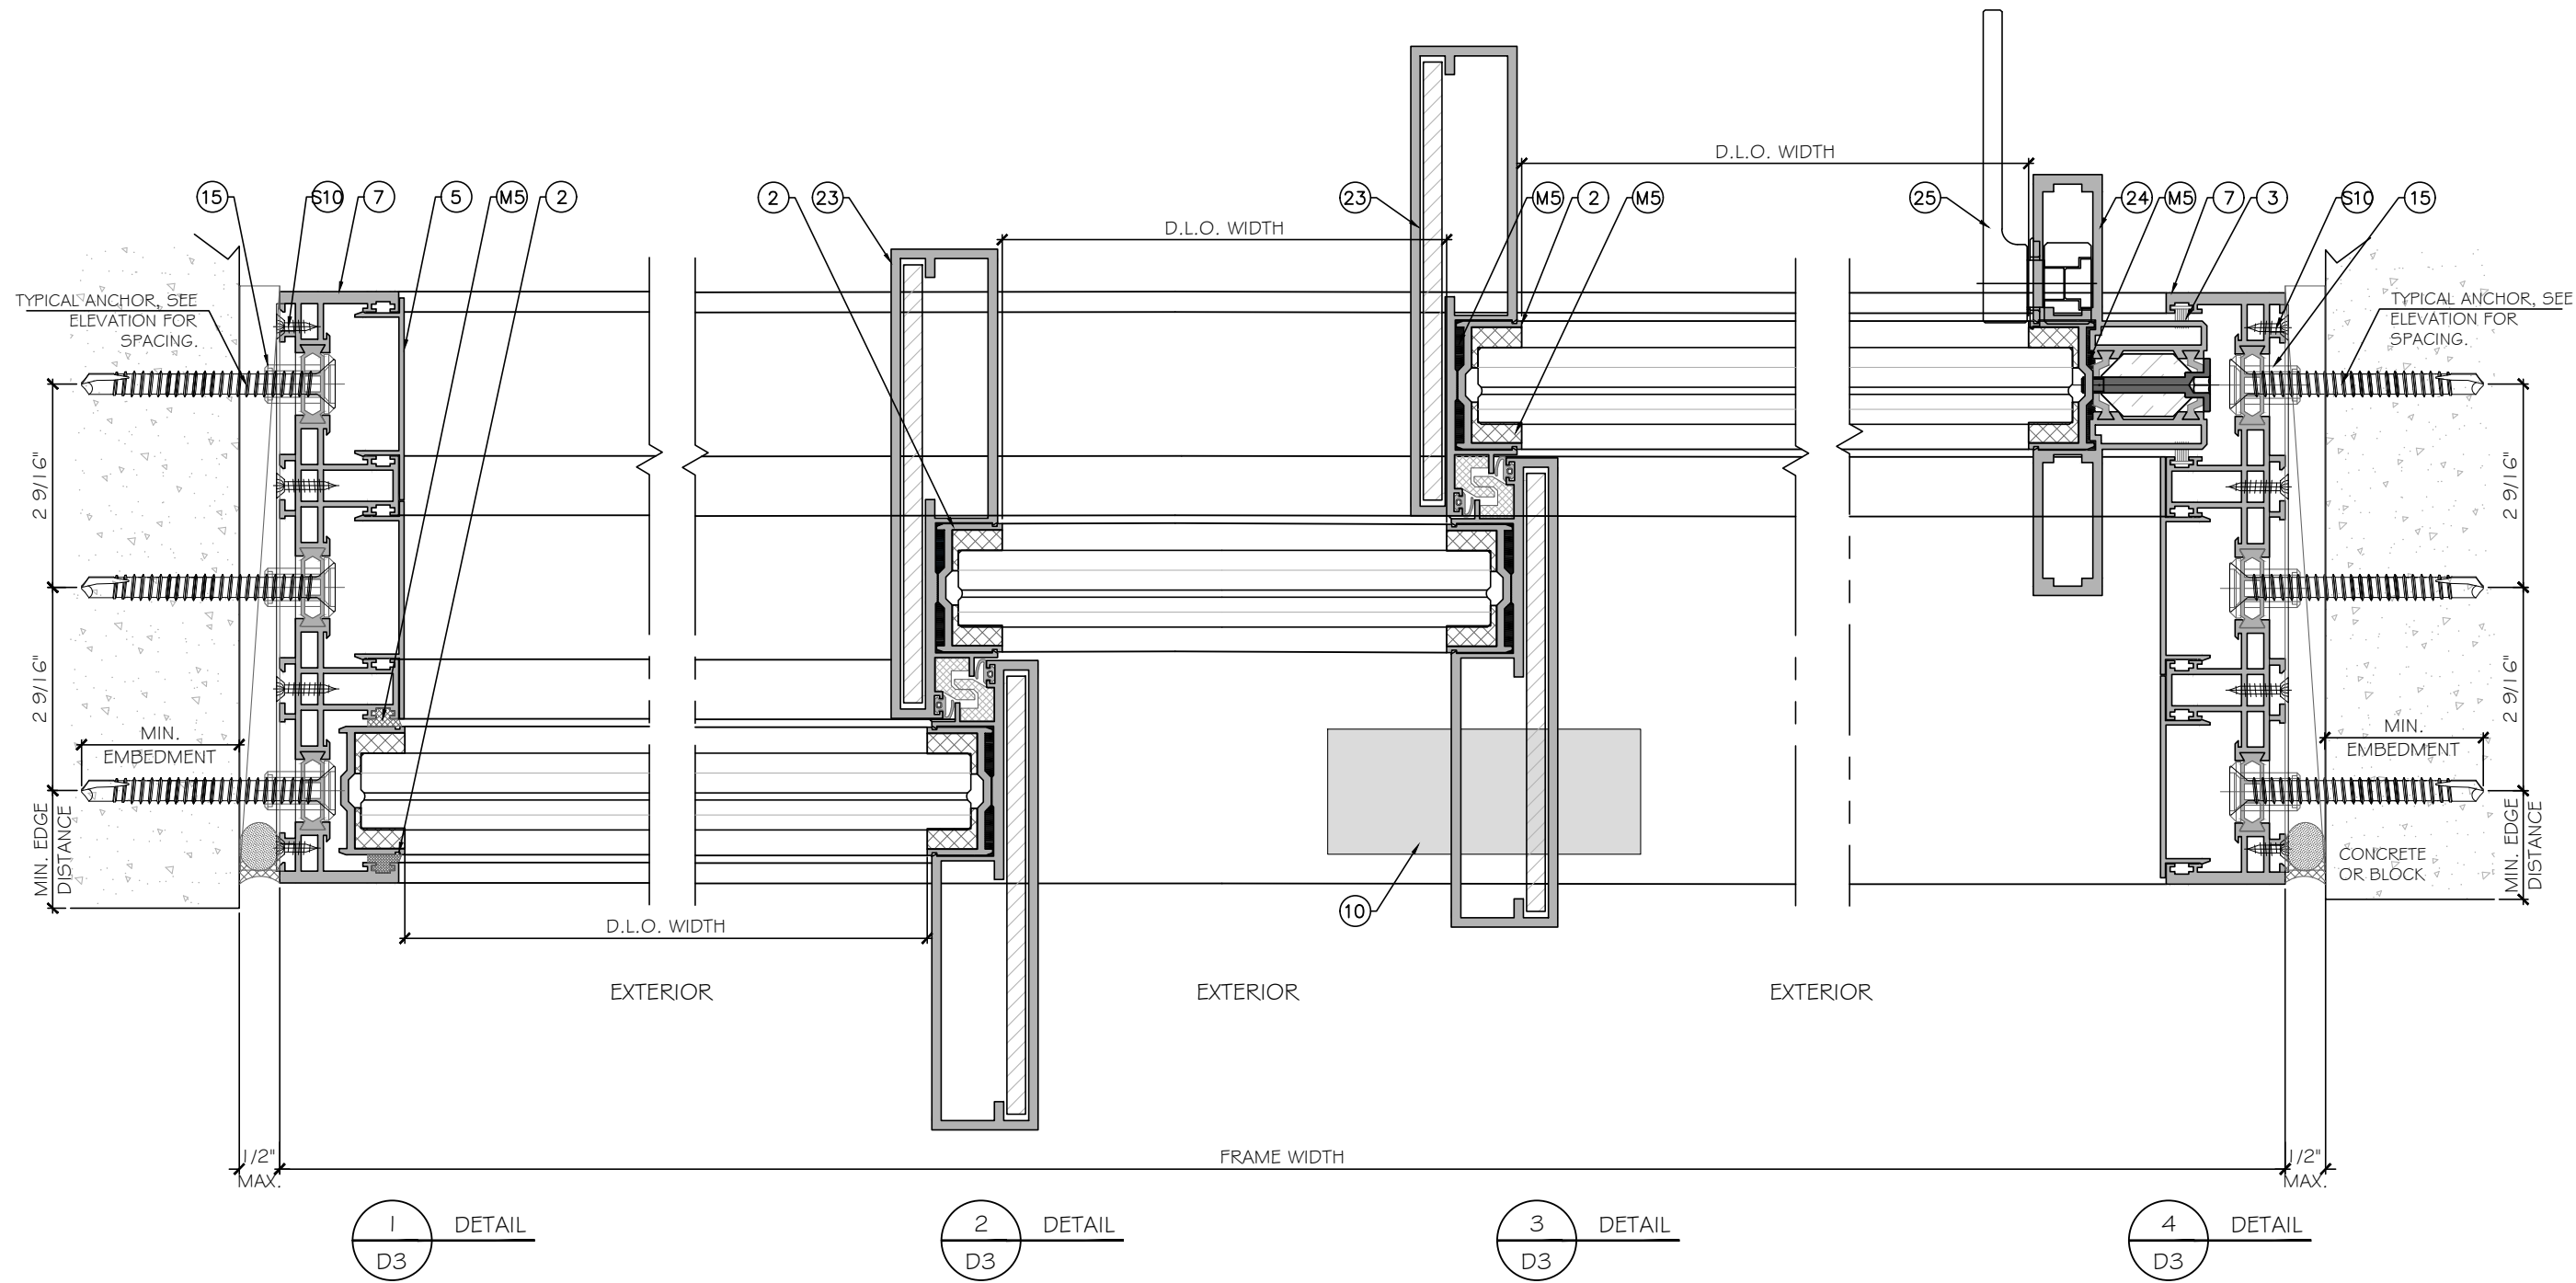 D.L.O. WIDTH
15
S10
7
5
M5
2
2
23
D.L.O. WIDTH
23
M5
2
M5
25
24
M5
7
3
S10
15
TYPICAL ANCHOR, SEE
ELEVATION FOR
SPACING.
TYPICAL ANCHOR, SEE
ELEVATION FOR
SPACING.
2 9/16"
2 9/16"
2 9/16"
2 9/16"
MIN.
EMBEDMENT
MIN.
EMBEDMENT
MIN. EDGE
DISTANCE
MIN. EDGE
DISTANCE
CONCRETE
OR BLOCK
10
D.L.O. WIDTH
EXTERIOR
EXTERIOR
EXTERIOR
1/2"
MAX.
FRAME WIDTH
1/2"
MAX.
1
D3
DETAIL
2
D3
DETAIL
3
D3
DETAIL
4
D3
DETAIL